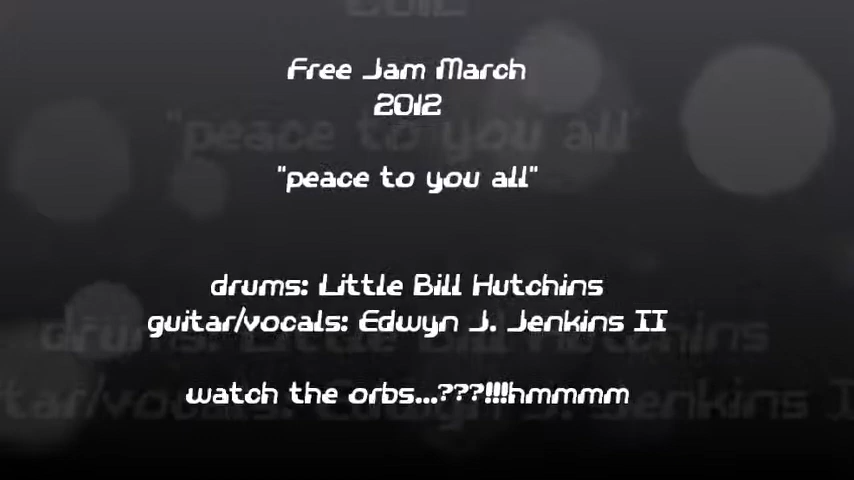 Free Jam March
2012
"peace to you all"
drums: Little Bill Hutchins
guitar/vocals: Edwyn J. Jenkins II
watch the orbs...???!!!hmmmm